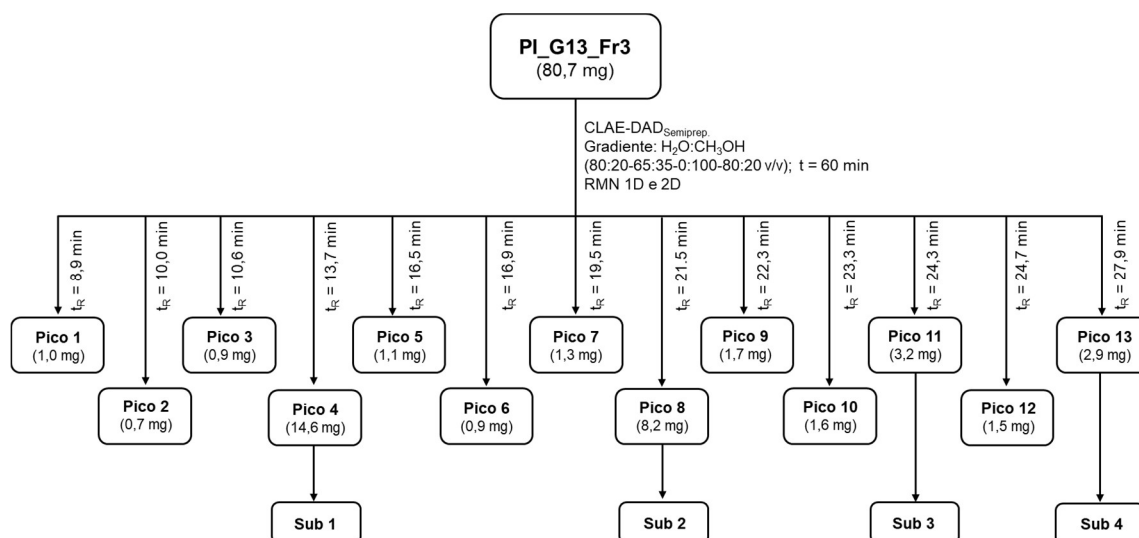 PI_G13_Fr3
(80,7 mg)
CLAE-DAD Semiprep.
Gradiente: H₂O:CH₃OH
(80:20-65:35-0:100-80:20 v/v); t = 60 min
RMN 1D e 2D
tR = 8,9 min
tR = 10,0 min
tR = 10,6 min
tR = 13,7 min
tR = 16,5 min
tR = 16,9 min
tR = 19,5 min
tR = 21.5 min
tR = 22,3 min
tR = 23,3 min
tR = 24,3 min
tR = 24,7 min
tR = 27,9 min
Pico 1
(1,0 mg)
Pico 3
(0,9 mg)
Pico 5
(1,1 mg)
Pico 7
(1,3 mg)
Pico 9
(1,7 mg)
Pico 11
(3,2 mg)
Pico 13
(2,9 mg)
Pico 2
(0,7 mg)
Pico 4
(14,6 mg)
Pico 6
(0,9 mg)
Pico 8
(8,2 mg)
Pico 10
(1,6 mg)
Pico 12
(1,5 mg)
Sub 1
Sub 2
Sub 3
Sub 4